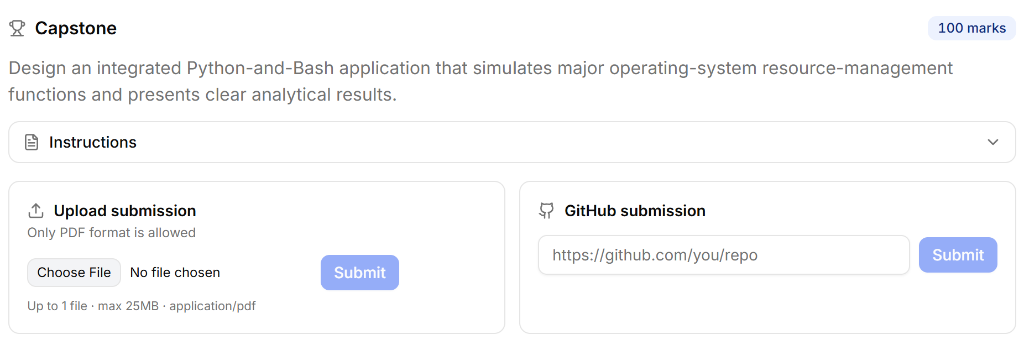 Capstone
100 marks
Design an integrated Python-and-Bash application that simulates major operating-system resource-management
functions and presents clear analytical results.
Instructions
Upload submission
Only PDF format is allowed
Choose File No file chosen
Submit
Up to 1 file · max 25MB · application/pdf
GitHub submission
https://github.com/you/repo
Submit